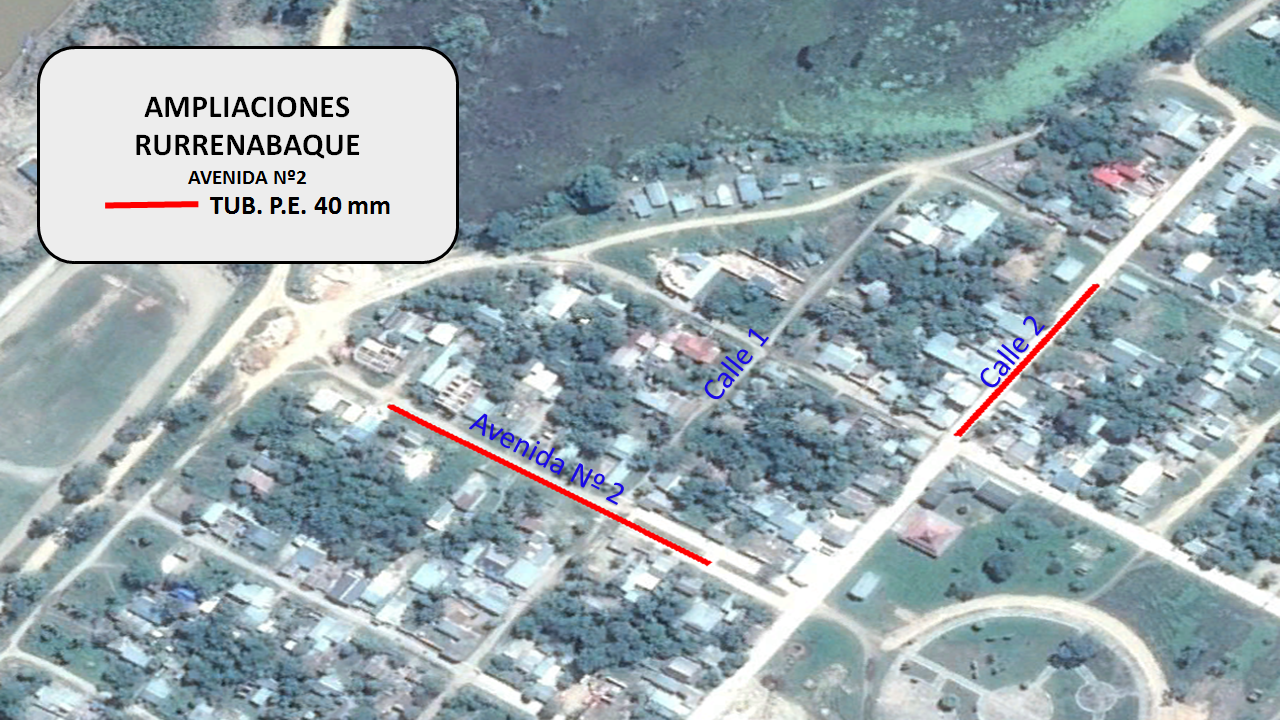 AMPLIACIONES
RURRENABAQUE
AVENIDA Nº2
TUB. P.E. 40 mm
Calle 1
Calle 2
Avenida Nº 2